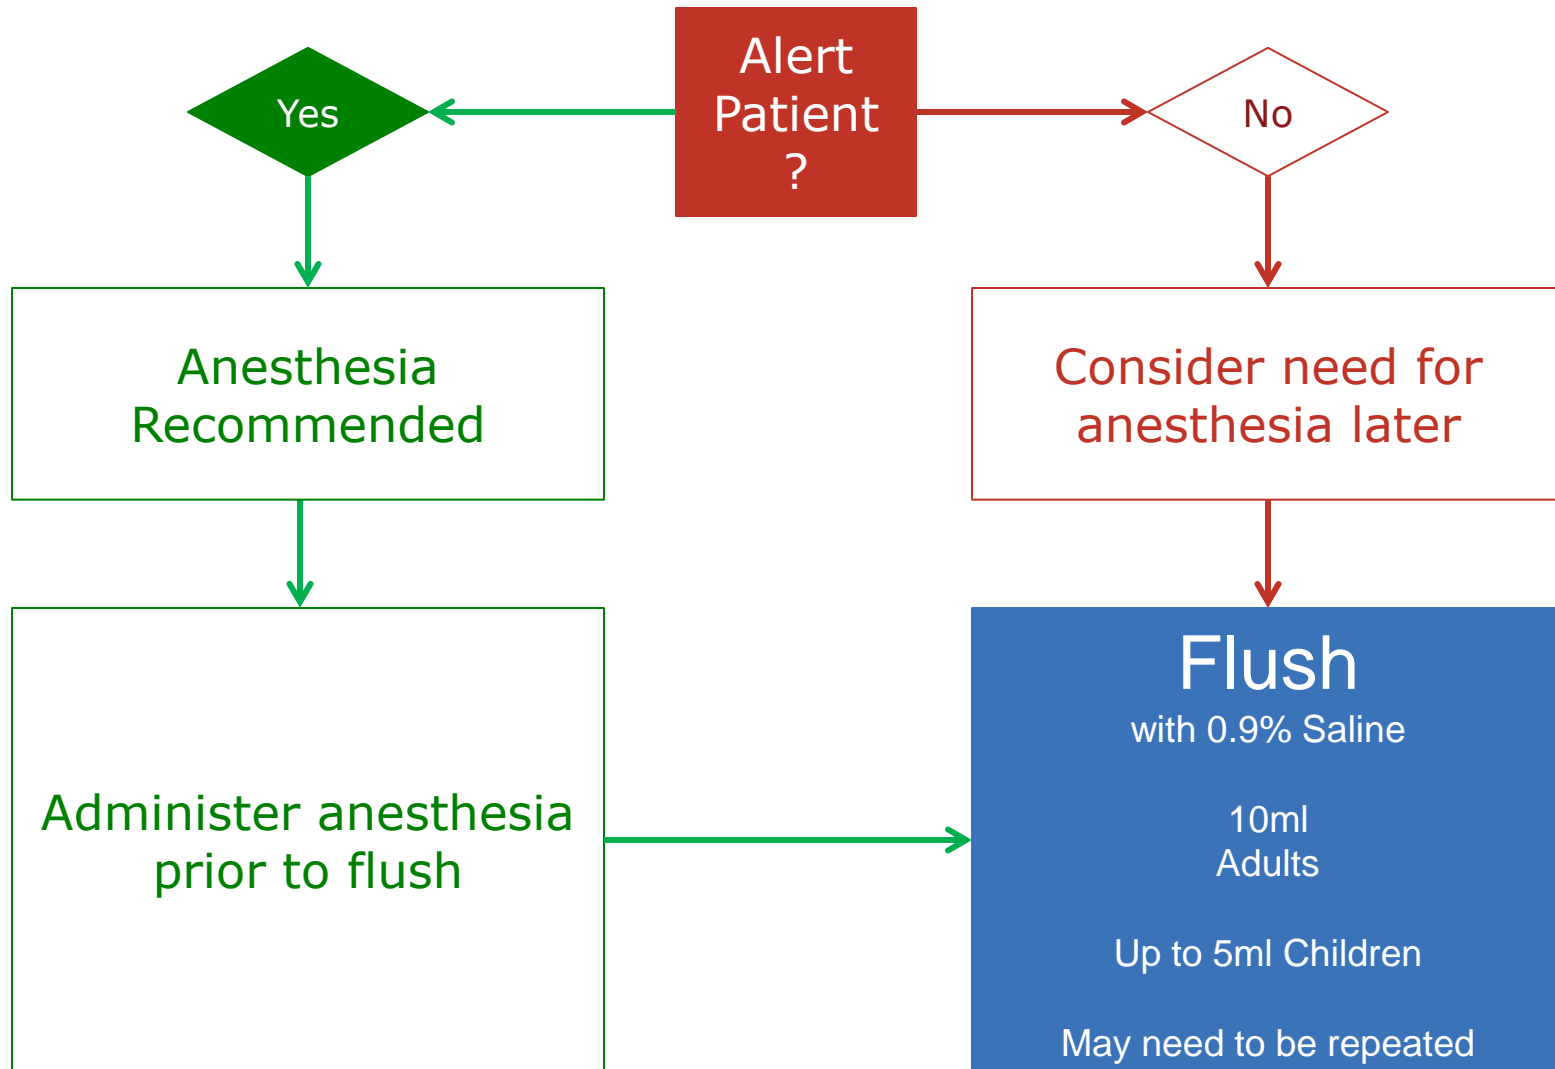 Alert
Patient
?
Yes
No
Anesthesia
Recommended
Consider need for
anesthesia later
Administer anesthesia
prior to flush
Flush
with 0.9% Saline
10ml
Adults
Up to 5ml Children
May need to be repeated